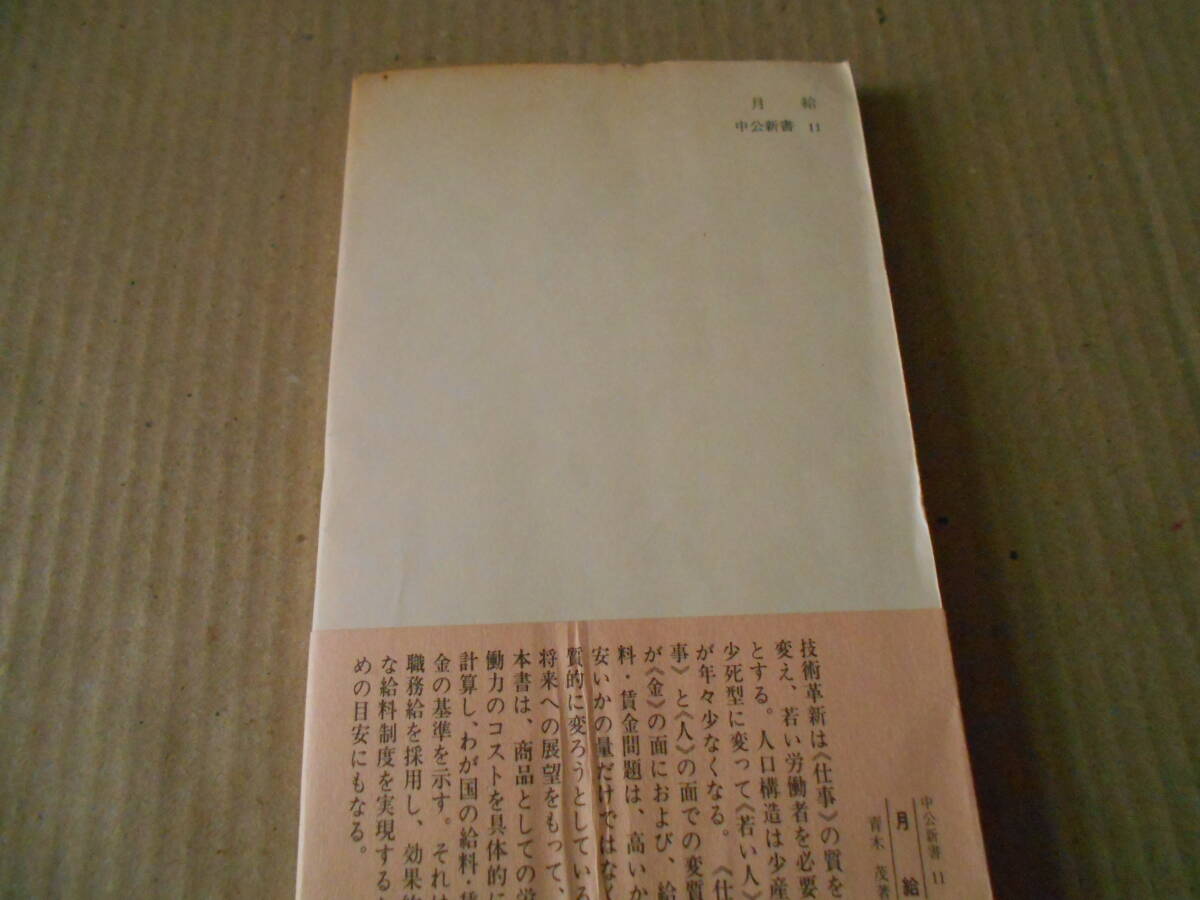 月給
中公新書 11
技術革新は《仕事》の質を
変え、若い労働者を必要
とする。人口構造は少産
少死型に変って《若い人》
が年々少なくなる。《仕
事》と《人》の面での変質
が《金》の面におよび、給
料・賃金問題は、高いか
安いかの量だけではなく
質的に変ろうとしている
将来への展望をもって、
本書は、商品としての労
働力のコストを具体的に
計算し、わが国の給料・賃
金の基準を示す。それは
職務給を採用し、効果的
な給料制度を実現するた
めの目安にもなる。
中公新書 11
月給
青木 茂著